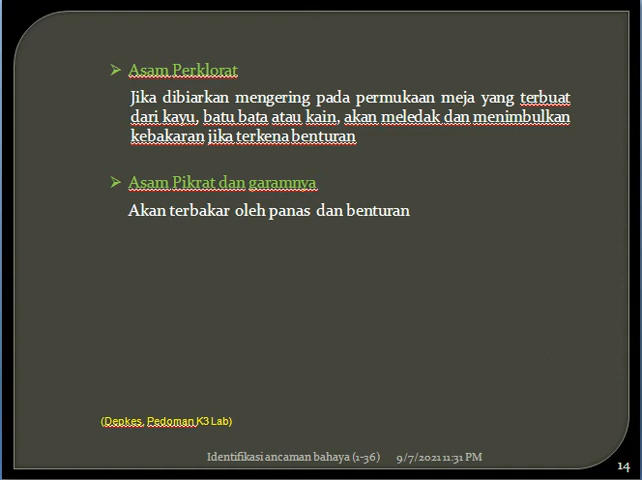 Asam Perklorat
Jika dibiarkan mengering pada permukaan meja yang terbuat
dari kayu, batu bata atau kain, akan meledak dan menimbulkan
kebakaran jika terkena benturan
Asam Pikrat dan garamnya
Akan terbakar oleh panas dan benturan
(Depkes, Pedoman K3 Lab)
Identifikasi ancaman bahaya (1-36) 9/7/2021 11:31 PM
14